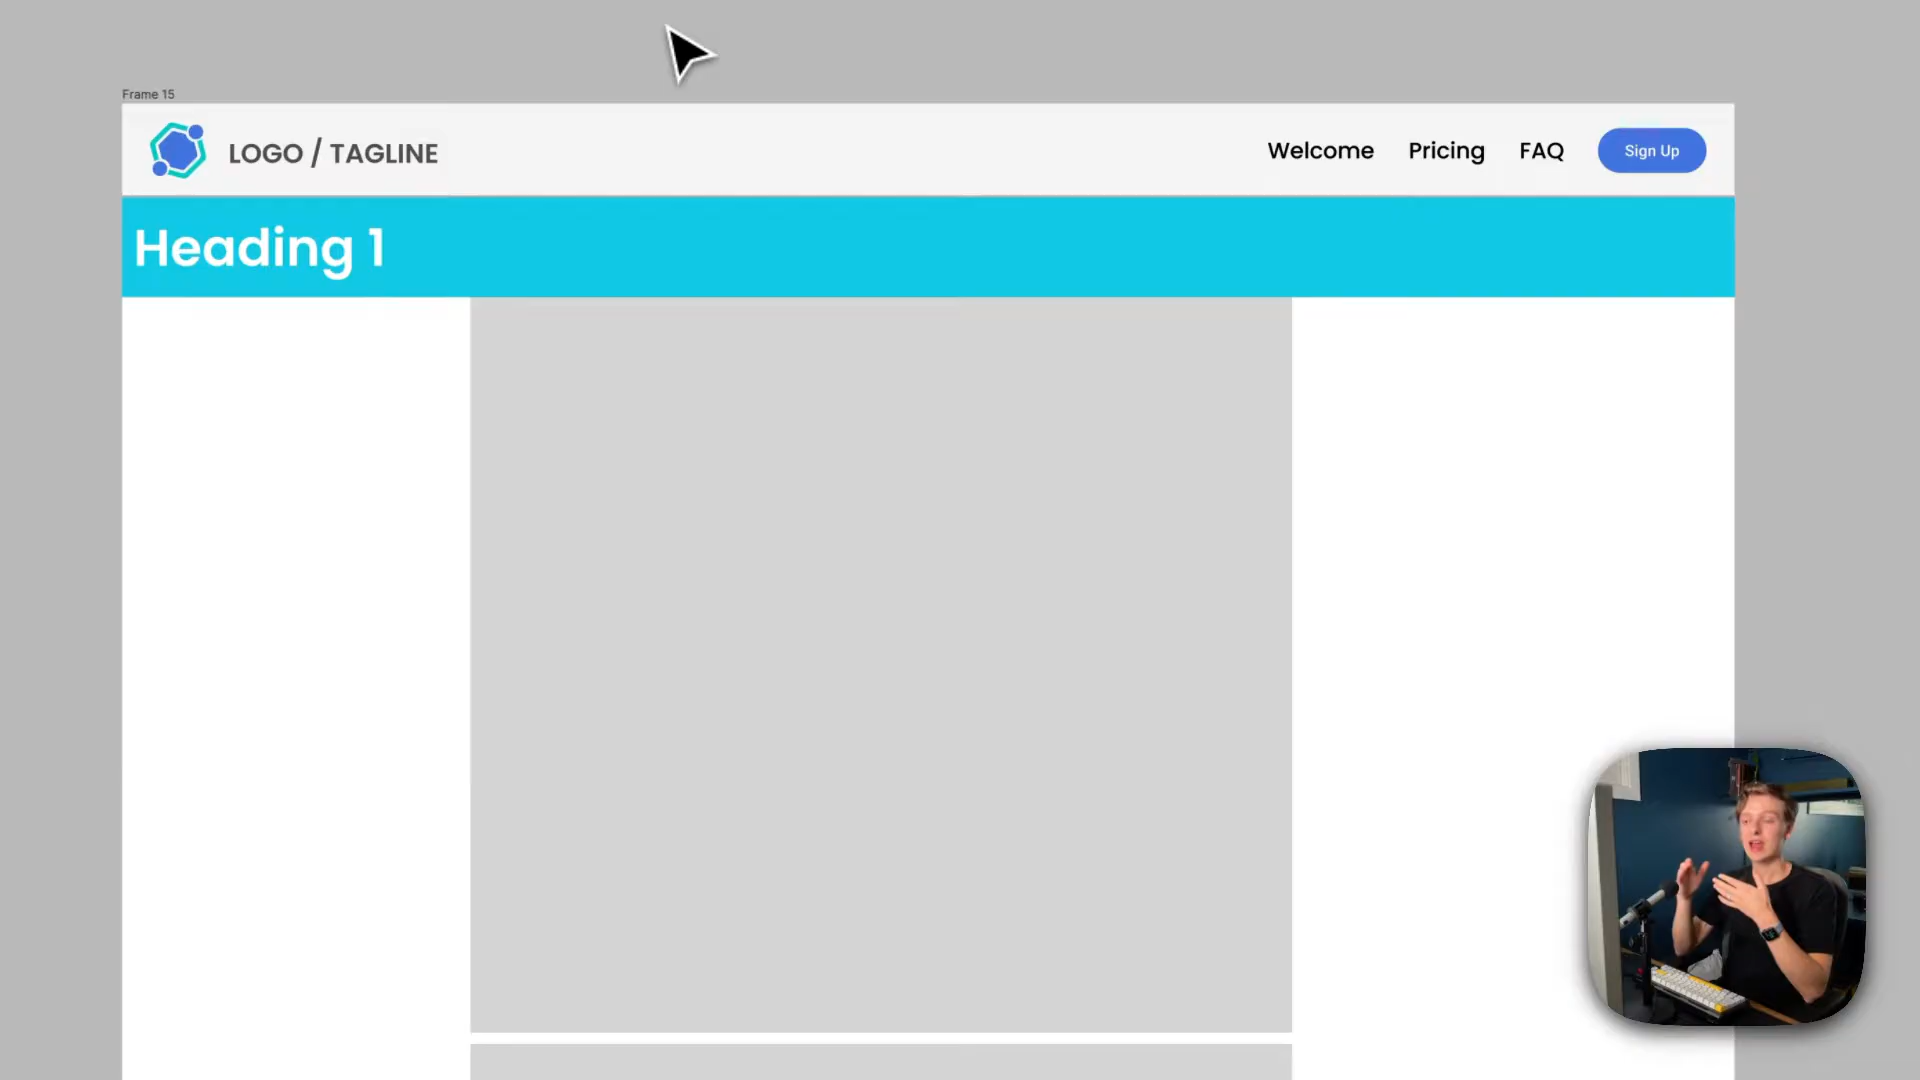 Frame 15
LOGO / TAGLINE
Welcome
Pricing
FAQ
Sign Up
Heading 1